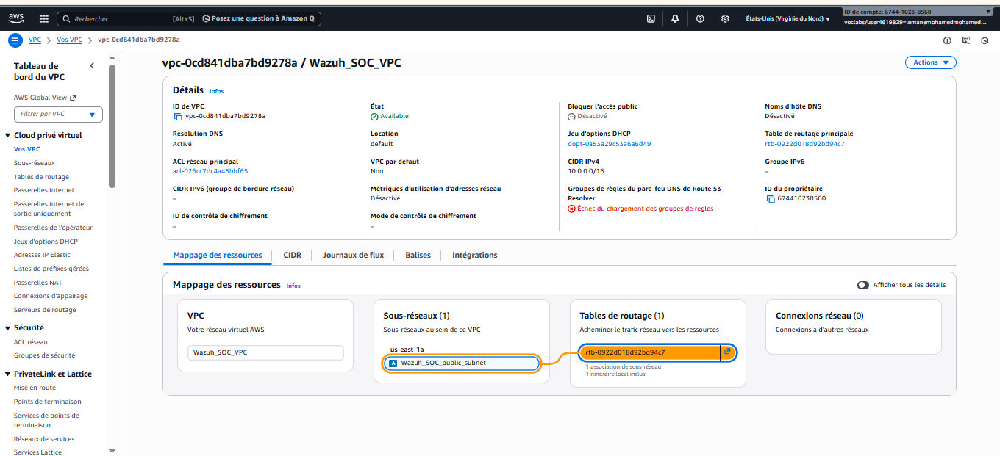 aws
Rechercher [Alt+S] Posez une question à Amazon Q
États-Unis (Virginie du Nord)
ID de compte: 6744-1023-8560
voclabs/user4619829=lemanemohamedmohamed...
VPC > Vos VPC > vpc-0cd841dba7bd9278a
Tableau de
bord du VPC
AWS Global View
Filtrer par VPC
Cloud privé virtuel
Vos VPC
Sous-réseaux
Tables de routage
Passerelles Internet
Passerelles Internet de
sortie uniquement
Passerelles de l'opérateur
Jeux d'options DHCP
Adresses IP Elastic
Listes de préfixes gérées
Passerelles NAT
Connexions d'appairage
Serveurs de routage
Sécurité
ACL réseau
Groupes de sécurité
PrivateLink et Lattice
Mise en route
Points de terminaison
Services de points de
terminaison
Réseaux de services
Services Lattice
vpc-0cd841dba7bd9278a / Wazuh_SOC_VPC
Actions
Détails Infos
ID de VPC
vpc-0cd841dba7bd9278a
État
Available
Bloquer l'accès public
Désactivé
Noms d'hôte DNS
Désactivé
Résolution DNS
Activé
Location
default
Jeu d'options DHCP
dopt-0a53a29c53a6a6d49
Table de routage principale
rtb-0922d018d92bd94c7
ACL réseau principal
acl-026cc7dc4a45bbf65
VPC par défaut
Non
CIDR IPv4
10.0.0.0/16
Groupe IPv6
–
CIDR IPv6 (groupe de bordure réseau)
–
Métriques d'utilisation d'adresses réseau
Désactivé
Groupes de règles du pare-feu DNS de Route 53
Resolver
Échec du chargement des groupes de règles
ID du propriétaire
674410238560
ID de contrôle de chiffrement
–
Mode de contrôle de chiffrement
–
Mappage des ressources CIDR Journaux de flux Balises Intégrations
Mappage des ressources Infos
Afficher tous les détails
VPC
Votre réseau virtuel AWS
Wazuh_SOC_VPC
Sous-réseaux (1)
Sous-réseaux au sein de ce VPC
us-east-1a
A Wazuh_SOC_public_subnet
Tables de routage (1)
Acheminer le trafic réseau vers les ressources
rtb-0922d018d92bd94c7
1 association de sous-réseau
1 itinéraire local inclus
Connexions réseau (0)
Connexions à d'autres réseaux